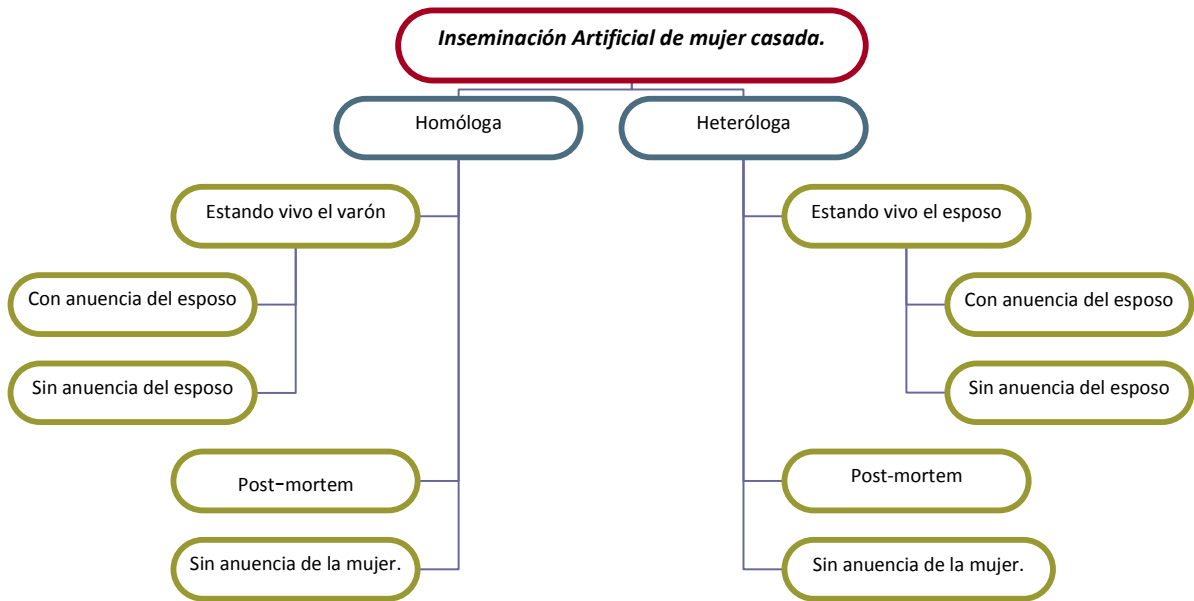 Inseminación Artificial de mujer casada.
Homóloga
Heteróloga
Estando vivo el varón
Estando vivo el esposo
Con anuencia del esposo
Con anuencia del esposo
Sin anuencia del esposo
Sin anuencia del esposo
Post-mortem
Post-mortem
Sin anuencia de la mujer.
Sin anuencia de la mujer.